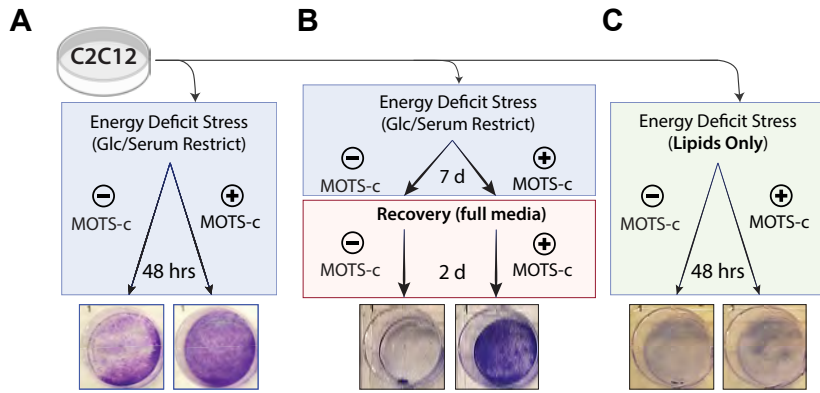 A
B
C
C2C12
Energy Deficit Stress
(Glc/Serum Restrict)
−
MOTS-c
+
MOTS-c
48 hrs
Energy Deficit Stress
(Glc/Serum Restrict)
−
MOTS-c
7 d
+
MOTS-c
Recovery (full media)
−
MOTS-c
2 d
+
MOTS-c
Energy Deficit Stress
(Lipids Only)
−
MOTS-c
+
MOTS-c
48 hrs